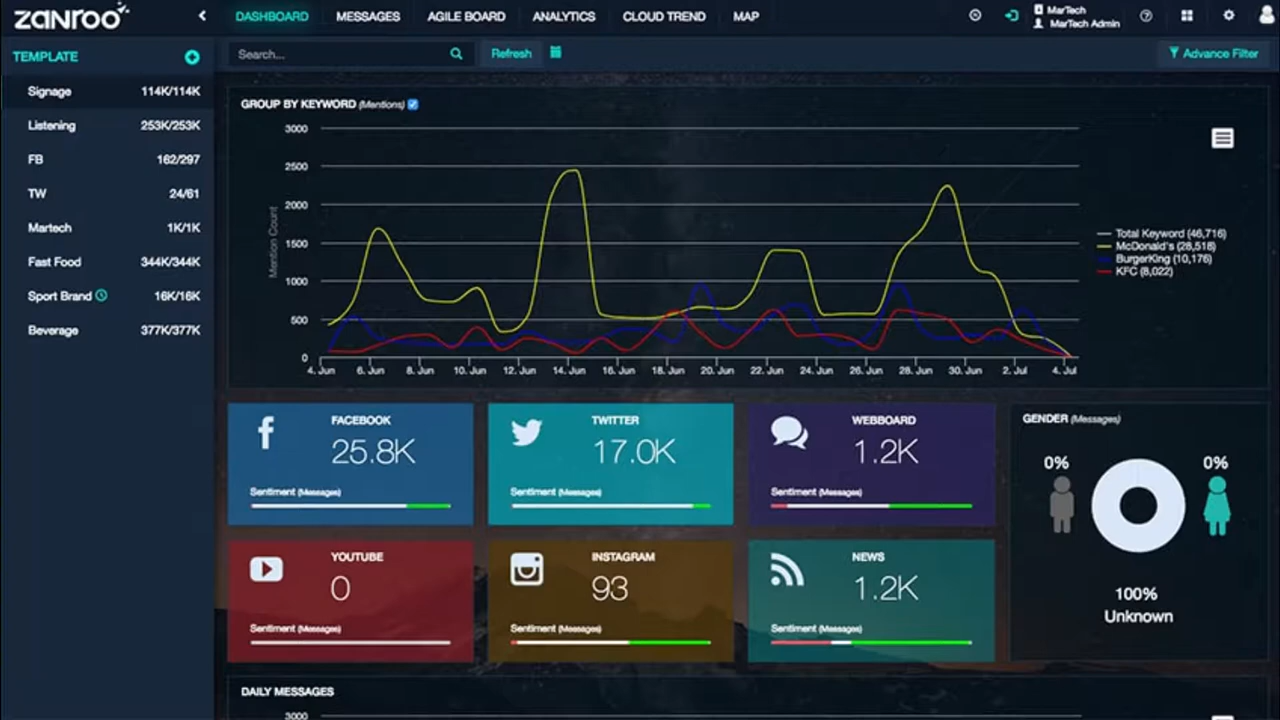 zanroo
DASHBOARD MESSAGES AGILE BOARD ANALYTICS CLOUD TREND MAP
MarTech
MarTech Admin
TEMPLATE
Signage 114K/114K
Listening 253K/253K
FB 162/297
TW 24/61
Martech 1K/1K
Fast Food 344K/344K
Sport Brand 16K/16K
Beverage 377K/377K
Search...
Refresh
Advance Filter
GROUP BY KEYWORD (Mentions)
Mention Count
3000
2500
2000
1500
1000
500
0
4. Jun 6. Jun 8. Jun 10. Jun 12. Jun 14. Jun 16. Jun 18. Jun 20. Jun 22. Jun 24. Jun 26. Jun 28. Jun 30. Jun 2. Jul 4. Jul
Total Keyword (46,716)
McDonald's (28,518)
BurgerKing (10,176)
KFC (8,022)
FACEBOOK
25.8K
Sentiment (Messages)
TWITTER
17.0K
Sentiment (Messages)
WEBBOARD
1.2K
Sentiment (Messages)
YOUTUBE
0
Sentiment (Messages)
INSTAGRAM
93
Sentiment (Messages)
NEWS
1.2K
Sentiment (Messages)
GENDER (Messages)
0% 0%
100%
Unknown
DAILY MESSAGES
3000